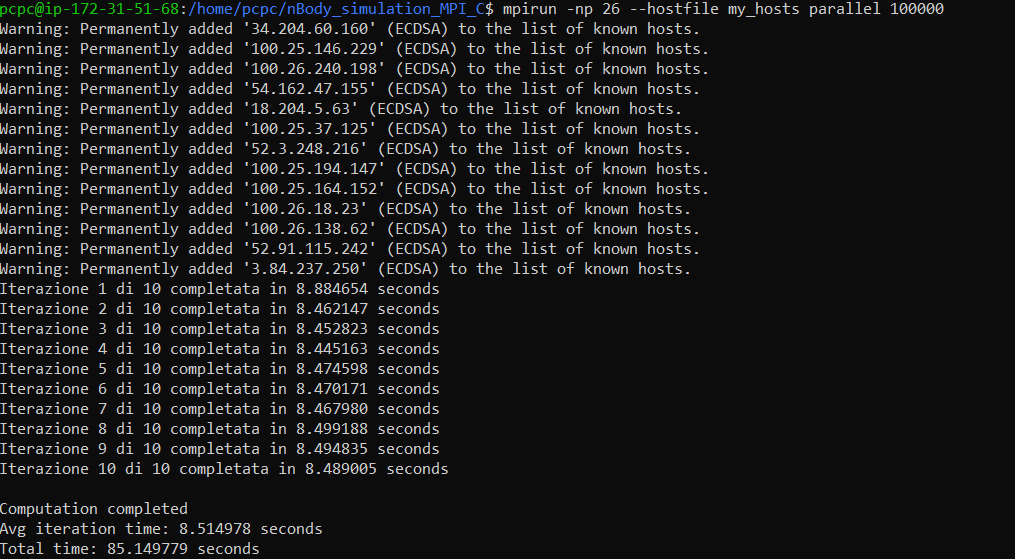 pcpc@ip-172-31-51-68:/home/pcpc/nBody_simulation_MPI_C$ mpirun -np 26 --hostfile my_hosts parallel 100000
Warning: Permanently added '34.204.60.160' (ECDSA) to the list of known hosts.
Warning: Permanently added '100.25.146.229' (ECDSA) to the list of known hosts.
Warning: Permanently added '100.26.240.198' (ECDSA) to the list of known hosts.
Warning: Permanently added '54.162.47.155' (ECDSA) to the list of known hosts.
Warning: Permanently added '18.204.5.63' (ECDSA) to the list of known hosts.
Warning: Permanently added '100.25.37.125' (ECDSA) to the list of known hosts.
Warning: Permanently added '52.3.248.216' (ECDSA) to the list of known hosts.
Warning: Permanently added '100.25.194.147' (ECDSA) to the list of known hosts.
Warning: Permanently added '100.25.164.152' (ECDSA) to the list of known hosts.
Warning: Permanently added '100.26.18.23' (ECDSA) to the list of known hosts.
Warning: Permanently added '100.26.138.62' (ECDSA) to the list of known hosts.
Warning: Permanently added '52.91.115.242' (ECDSA) to the list of known hosts.
Warning: Permanently added '3.84.237.250' (ECDSA) to the list of known hosts.
Iterazione 1 di 10 completata in 8.884654 seconds
Iterazione 2 di 10 completata in 8.462147 seconds
Iterazione 3 di 10 completata in 8.452823 seconds
Iterazione 4 di 10 completata in 8.445163 seconds
Iterazione 5 di 10 completata in 8.474598 seconds
Iterazione 6 di 10 completata in 8.470171 seconds
Iterazione 7 di 10 completata in 8.467980 seconds
Iterazione 8 di 10 completata in 8.499188 seconds
Iterazione 9 di 10 completata in 8.494835 seconds
Iterazione 10 di 10 completata in 8.489005 seconds
Computation completed
Avg iteration time: 8.514978 seconds
Total time: 85.149779 seconds